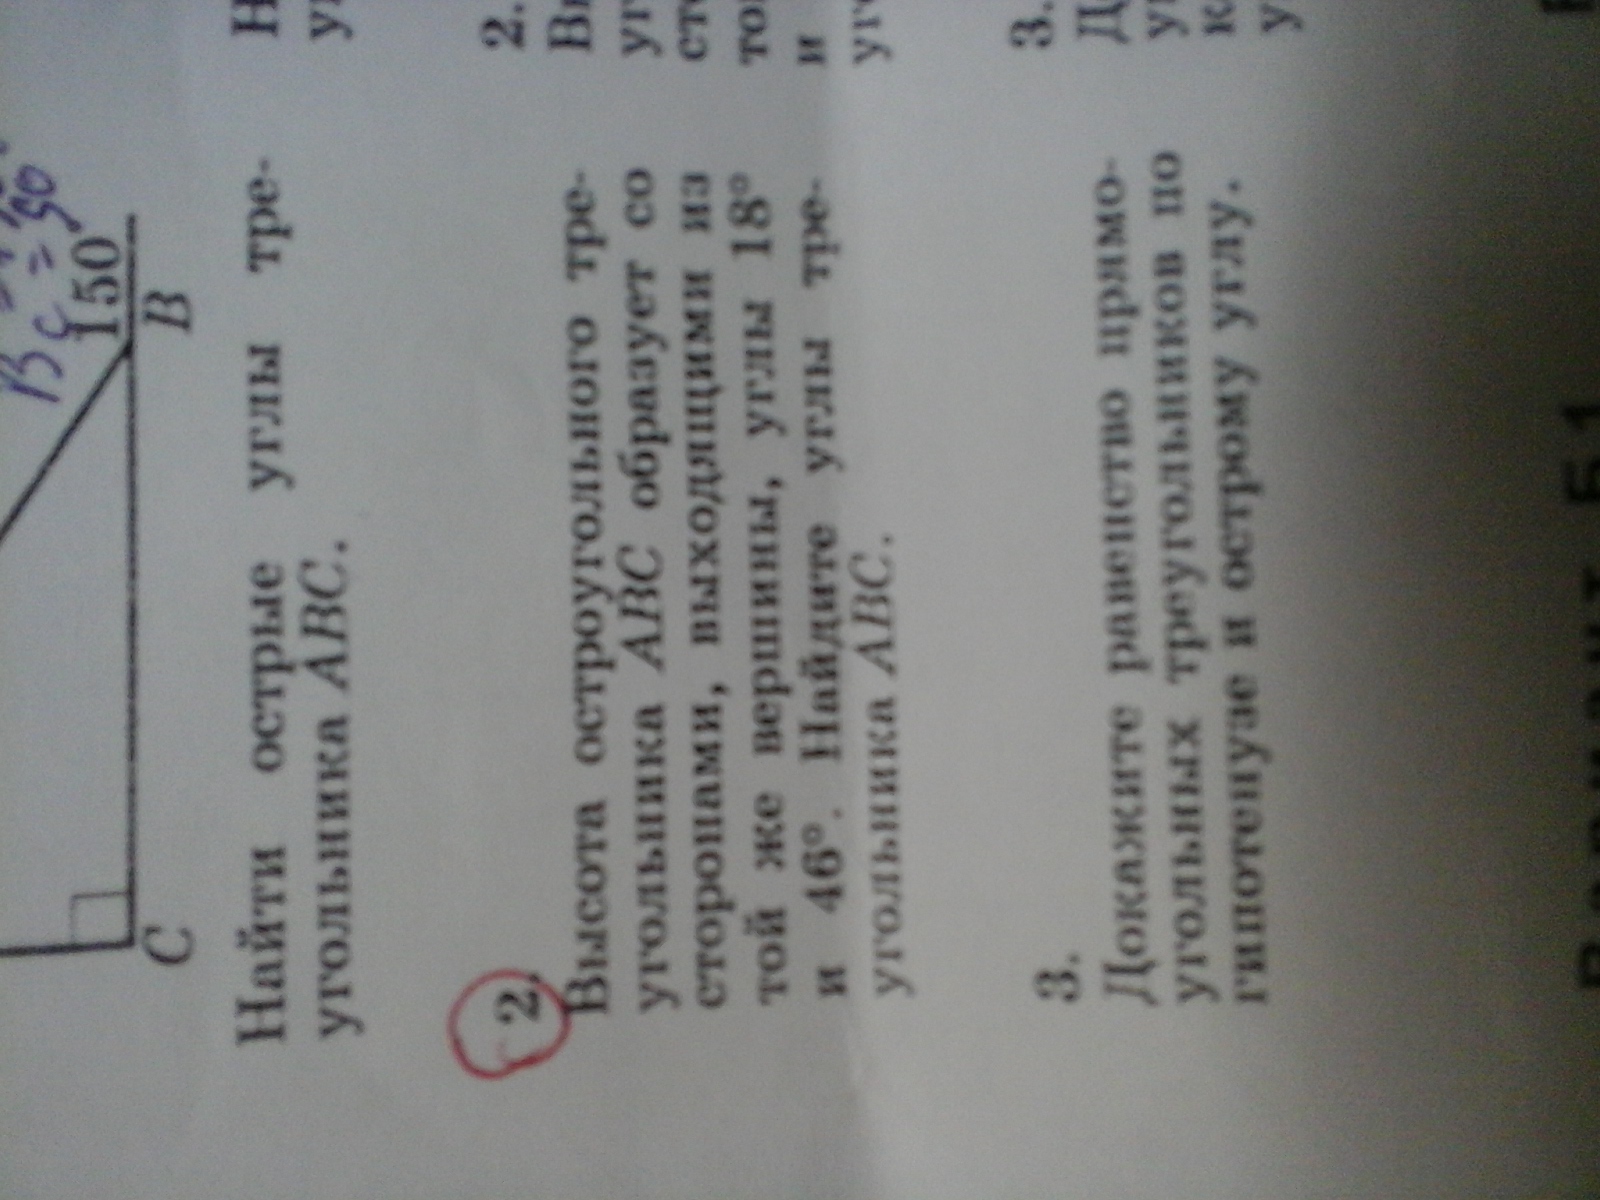 150°
B
C
Найти острые углы тре-
угольника ABC.
2.
Высота остроугольного тре-
угольника ABC образует со
сторонами, выходящими из
той же вершины, углы 18°
и 46°. Найдите углы тре-
угольника ABC.
3.
Докажите равенство прямо-
угольных треугольников по
гипотенузе и острому углу.
2.
3.